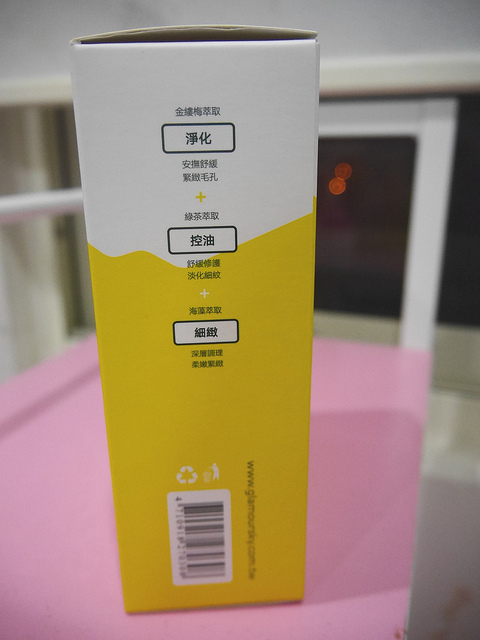 金縷梅萃取
淨化
安撫舒緩
緊緻毛孔
+
綠茶萃取
控油
舒緩修護
淡化細紋
+
海藻萃取
細緻
深層調理
柔嫩緊緻
www.glamoursky.com.tw